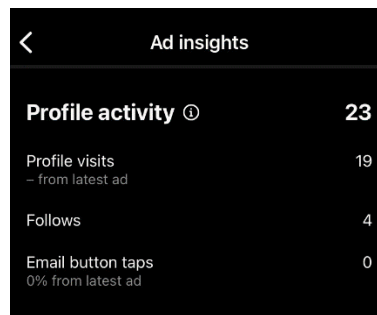 Ad insights
Profile activity 23
Profile visits 19
– from latest ad
Follows 4
Email button taps 0
0% from latest ad